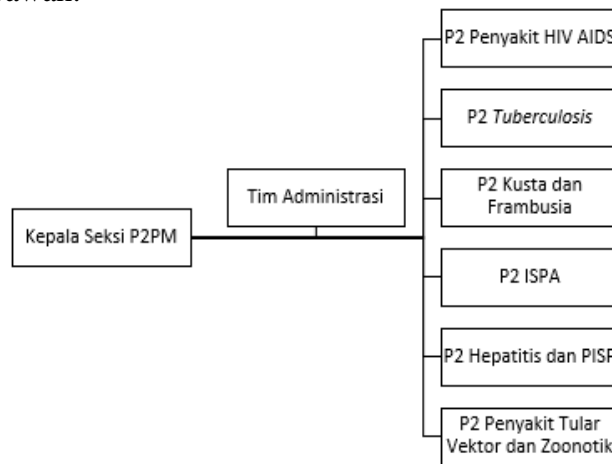 P2 Penyakit HIV AIDS
P2 Tuberculosis
Tim Administrasi
P2 Kusta dan
Frambusia
Kepala Seksi P2PM
P2 ISPA
P2 Hepatitis dan PISP
P2 Penyakit Tular
Vektor dan Zoonotik